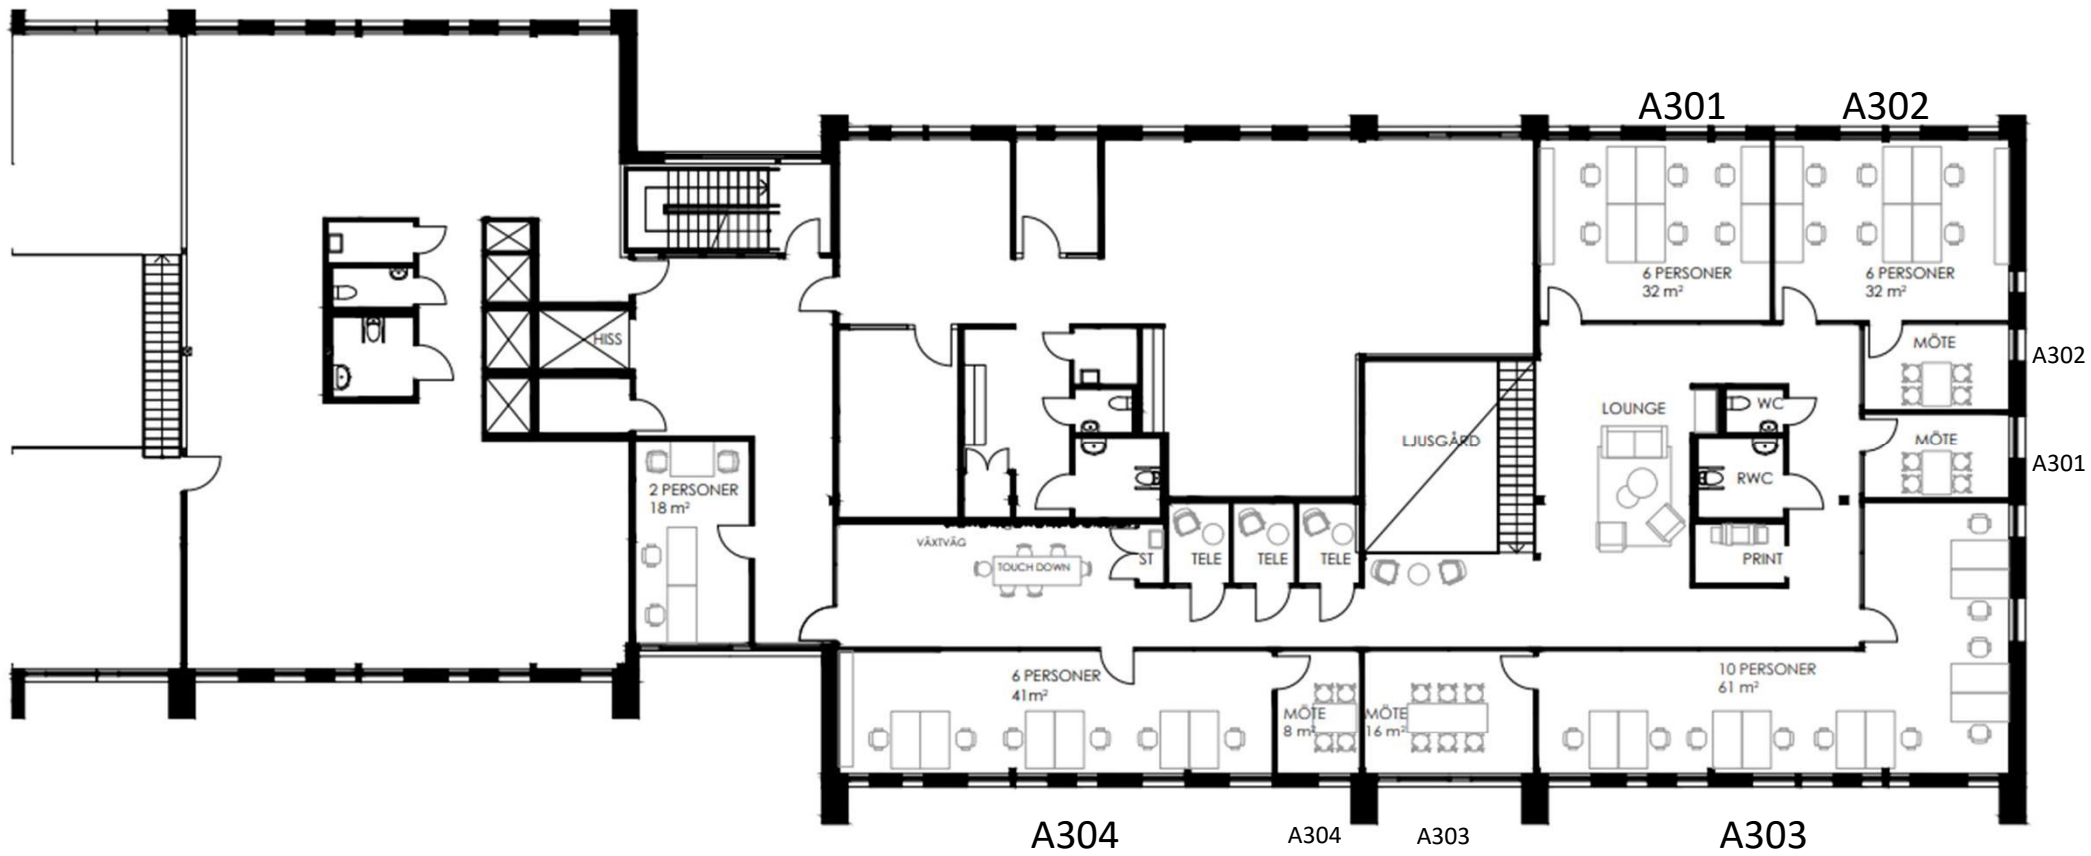 A301
A302
6 PERSONER
32 m²
6 PERSONER
32 m²
HISS
MÖTE
A302
LOUNGE
WC
LJUSGÅRD
MÖTE
A301
RWC
2 PERSONER
18 m²
VÄXTVÄG
TOUCH DOWN
ST
TELE
TELE
TELE
PRINT
6 PERSONER
41m²
10 PERSONER
61 m²
MÖTE
8 m²
MÖTE
16 m²
A304
A304
A303
A303